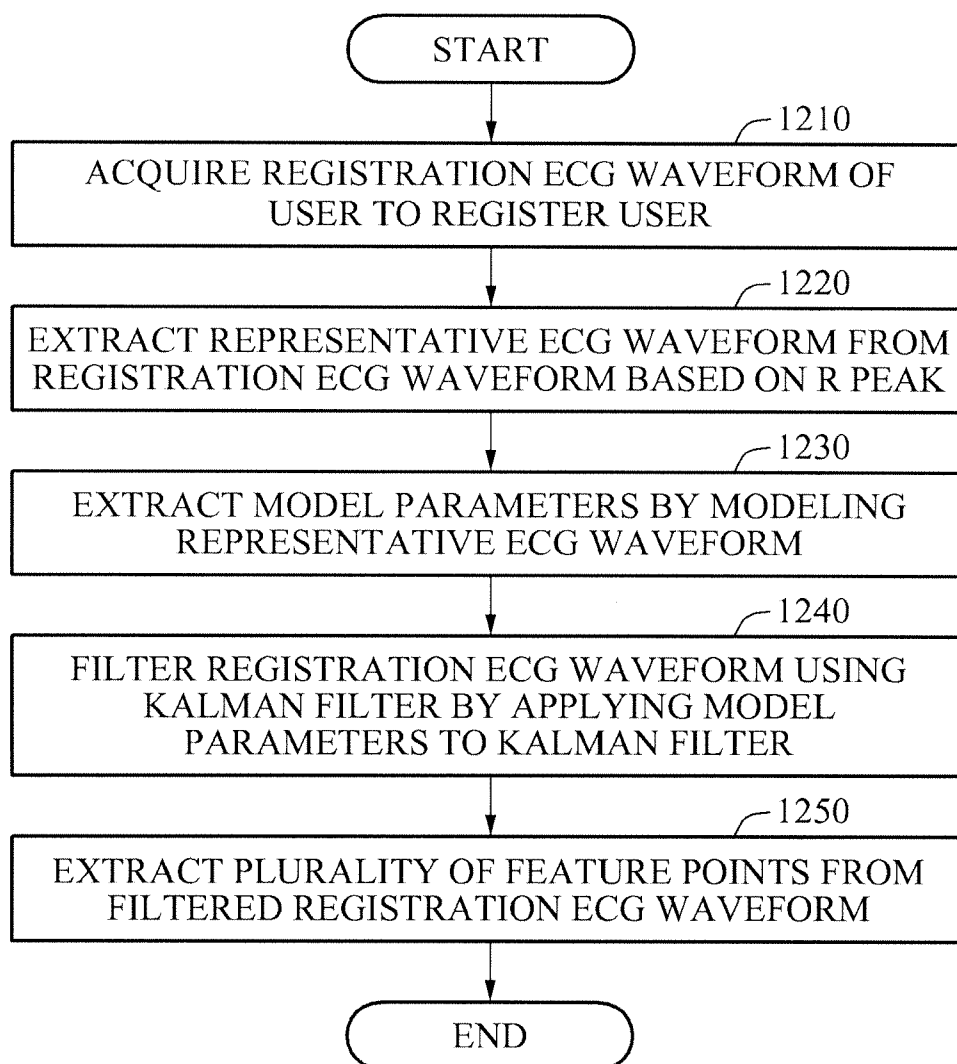 START
1210
ACQUIRE REGISTRATION ECG WAVEFORM OF
USER TO REGISTER USER
1220
EXTRACT REPRESENTATIVE ECG WAVEFORM FROM
REGISTRATION ECG WAVEFORM BASED ON R PEAK
1230
EXTRACT MODEL PARAMETERS BY MODELING
REPRESENTATIVE ECG WAVEFORM
1240
FILTER REGISTRATION ECG WAVEFORM USING
KALMAN FILTER BY APPLYING MODEL
PARAMETERS TO KALMAN FILTER
1250
EXTRACT PLURALITY OF FEATURE POINTS FROM
FILTERED REGISTRATION ECG WAVEFORM
END